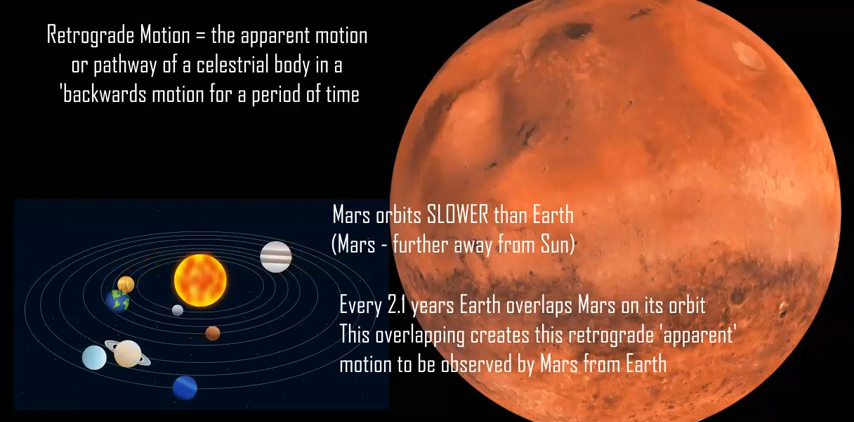 Retrograde Motion = the apparent motion
or pathway of a celestrial body in a
'backwards motion for a period of time
Mars orbits SLOWER than Earth
(Mars - further away from Sun)
Every 2.1 years Earth overlaps Mars on its orbit
This overlapping creates this retrograde 'apparent'
motion to be observed by Mars from Earth